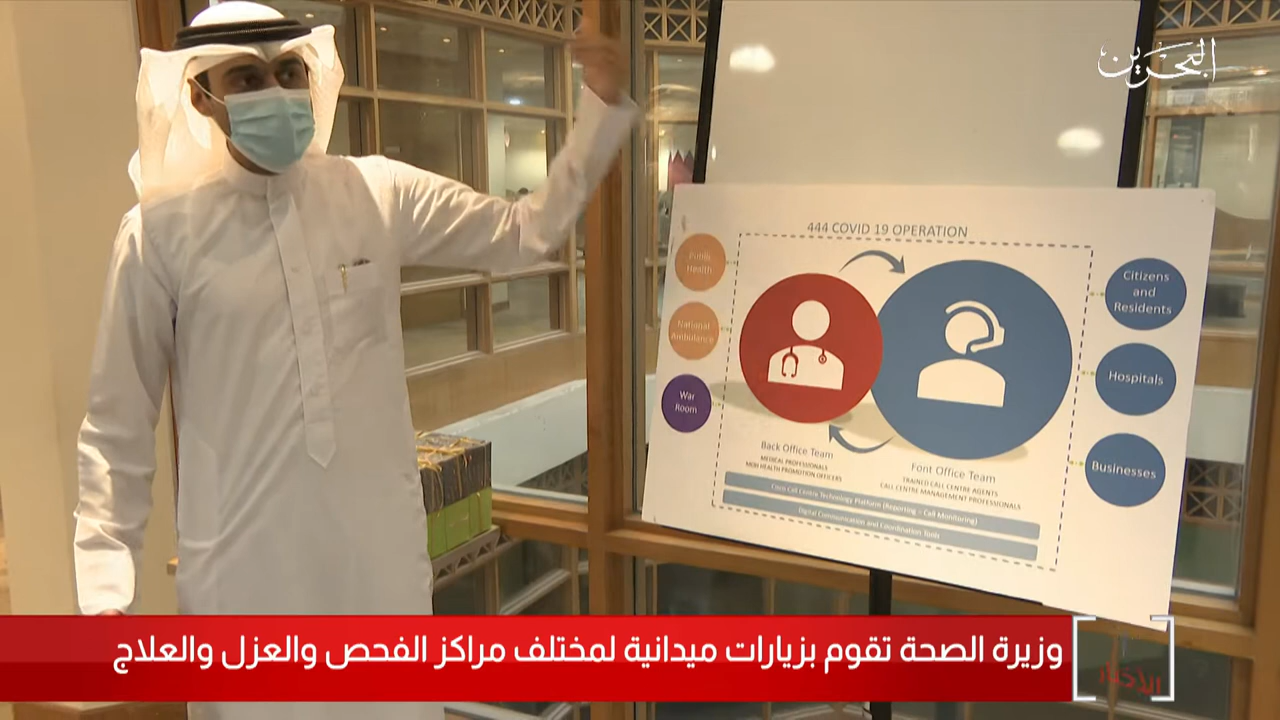 البحرين
444 COVID 19 OPERATION
Public
Health
National
Ambulance
War
Room
Citizens
and
Residents
Hospitals
Businesses
Back Office Team
MEDICAL PROFESSIONALS
MOH HEALTH PROMOTION OFFICERS
Font Office Team
TRAINED CALL CENTRE AGENTS
CALL CENTRE MANAGEMENT PROFESSIONALS
Cisco Call Centre Technology Platform (Reporting – Call Monitoring)
Digital Communication and Coordination Tools
وزيرة الصحة تقوم بزيارات ميدانية لمختلف مراكز الفحص والعزل والعلاج
الأخبار